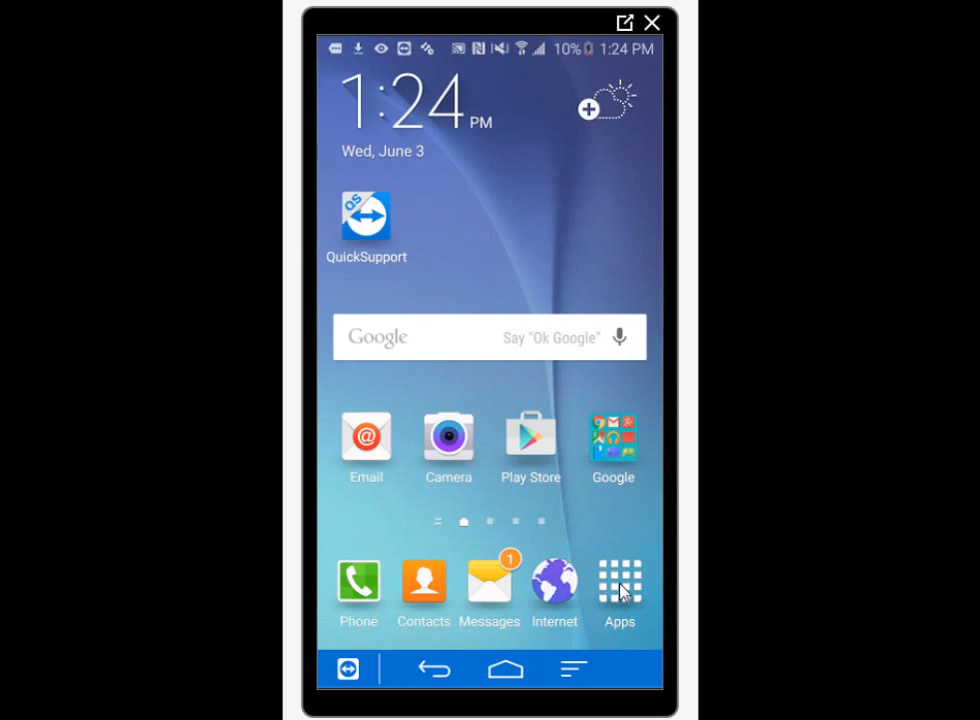 10% 1:24 PM
1:24 PM
Wed, June 3
QS
QuickSupport
Google Say "Ok Google"
@
Email Camera Play Store Google
1
Phone Contacts Messages Internet Apps